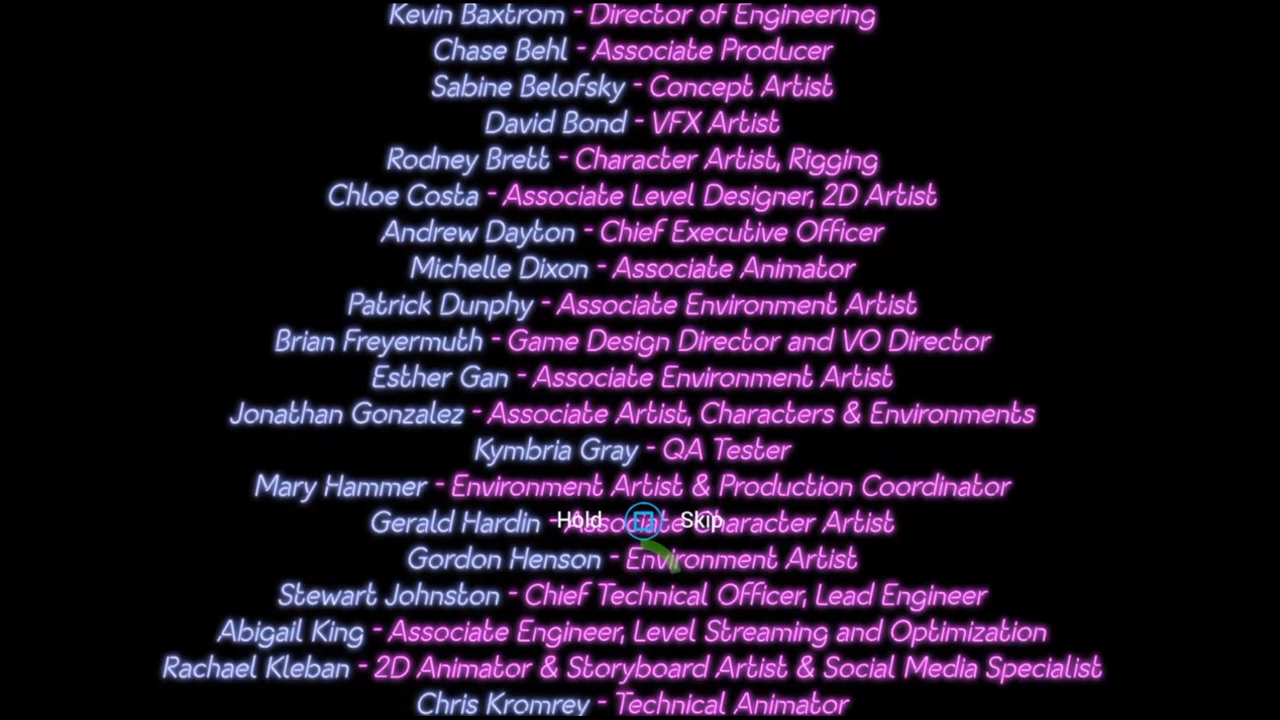 Kevin Baxtrom - Director of Engineering
Chase Behl - Associate Producer
Sabine Belofsky - Concept Artist
David Bond - VFX Artist
Rodney Brett - Character Artist, Rigging
Chloe Costa - Associate Level Designer, 2D Artist
Andrew Dayton - Chief Executive Officer
Michelle Dixon - Associate Animator
Patrick Dunphy - Associate Environment Artist
Brian Freyermuth - Game Design Director and VO Director
Esther Gan - Associate Environment Artist
Jonathan Gonzalez - Associate Artist, Characters & Environments
Kymbria Gray - QA Tester
Mary Hammer - Environment Artist & Production Coordinator
Gerald Hardin - Associate Character Artist
Hold Skip
Gordon Henson - Environment Artist
Stewart Johnston - Chief Technical Officer, Lead Engineer
Abigail King - Associate Engineer, Level Streaming and Optimization
Rachael Kleban - 2D Animator & Storyboard Artist & Social Media Specialist
Chris Kromrey - Technical Animator